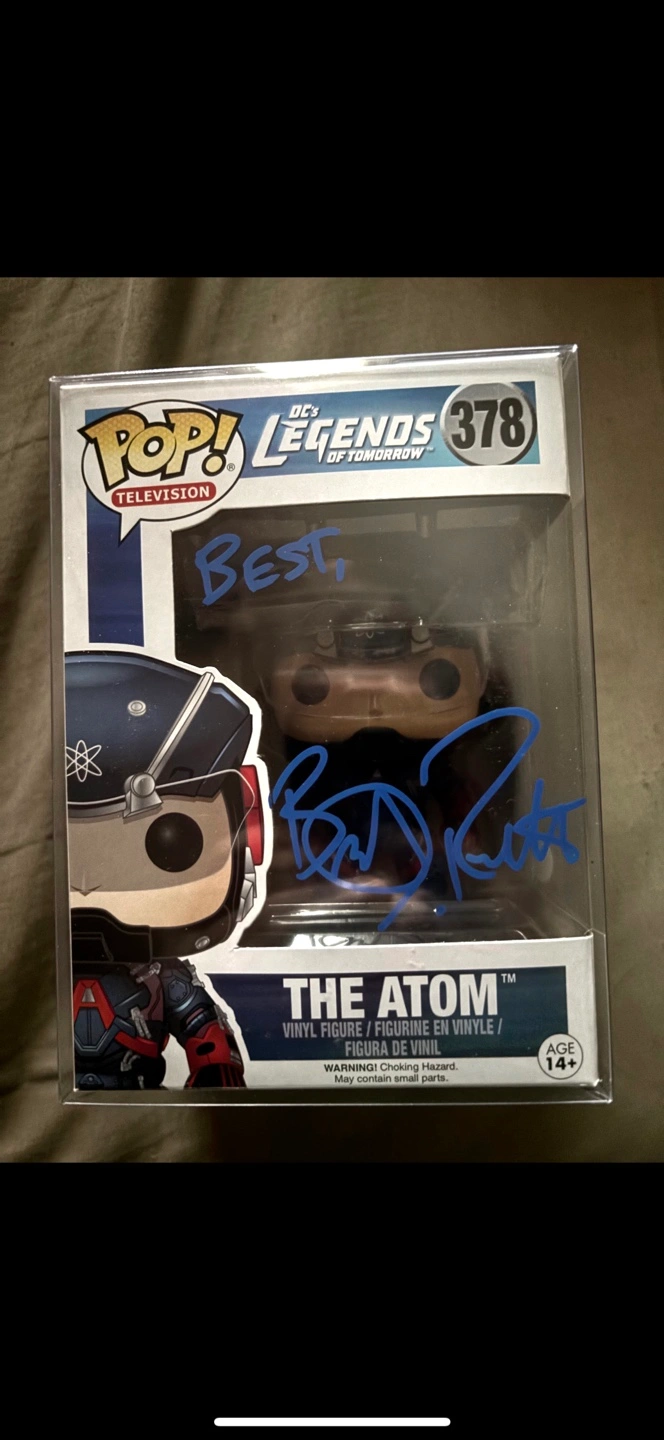 POP!®
TELEVISION
DC's
LEGENDS
OF TOMORROW™
378
BEST,
THE ATOM™
VINYL FIGURE / FIGURINE EN VINYLE /
FIGURA DE VINIL
WARNING! Choking Hazard.
May contain small parts.
AGE
14+